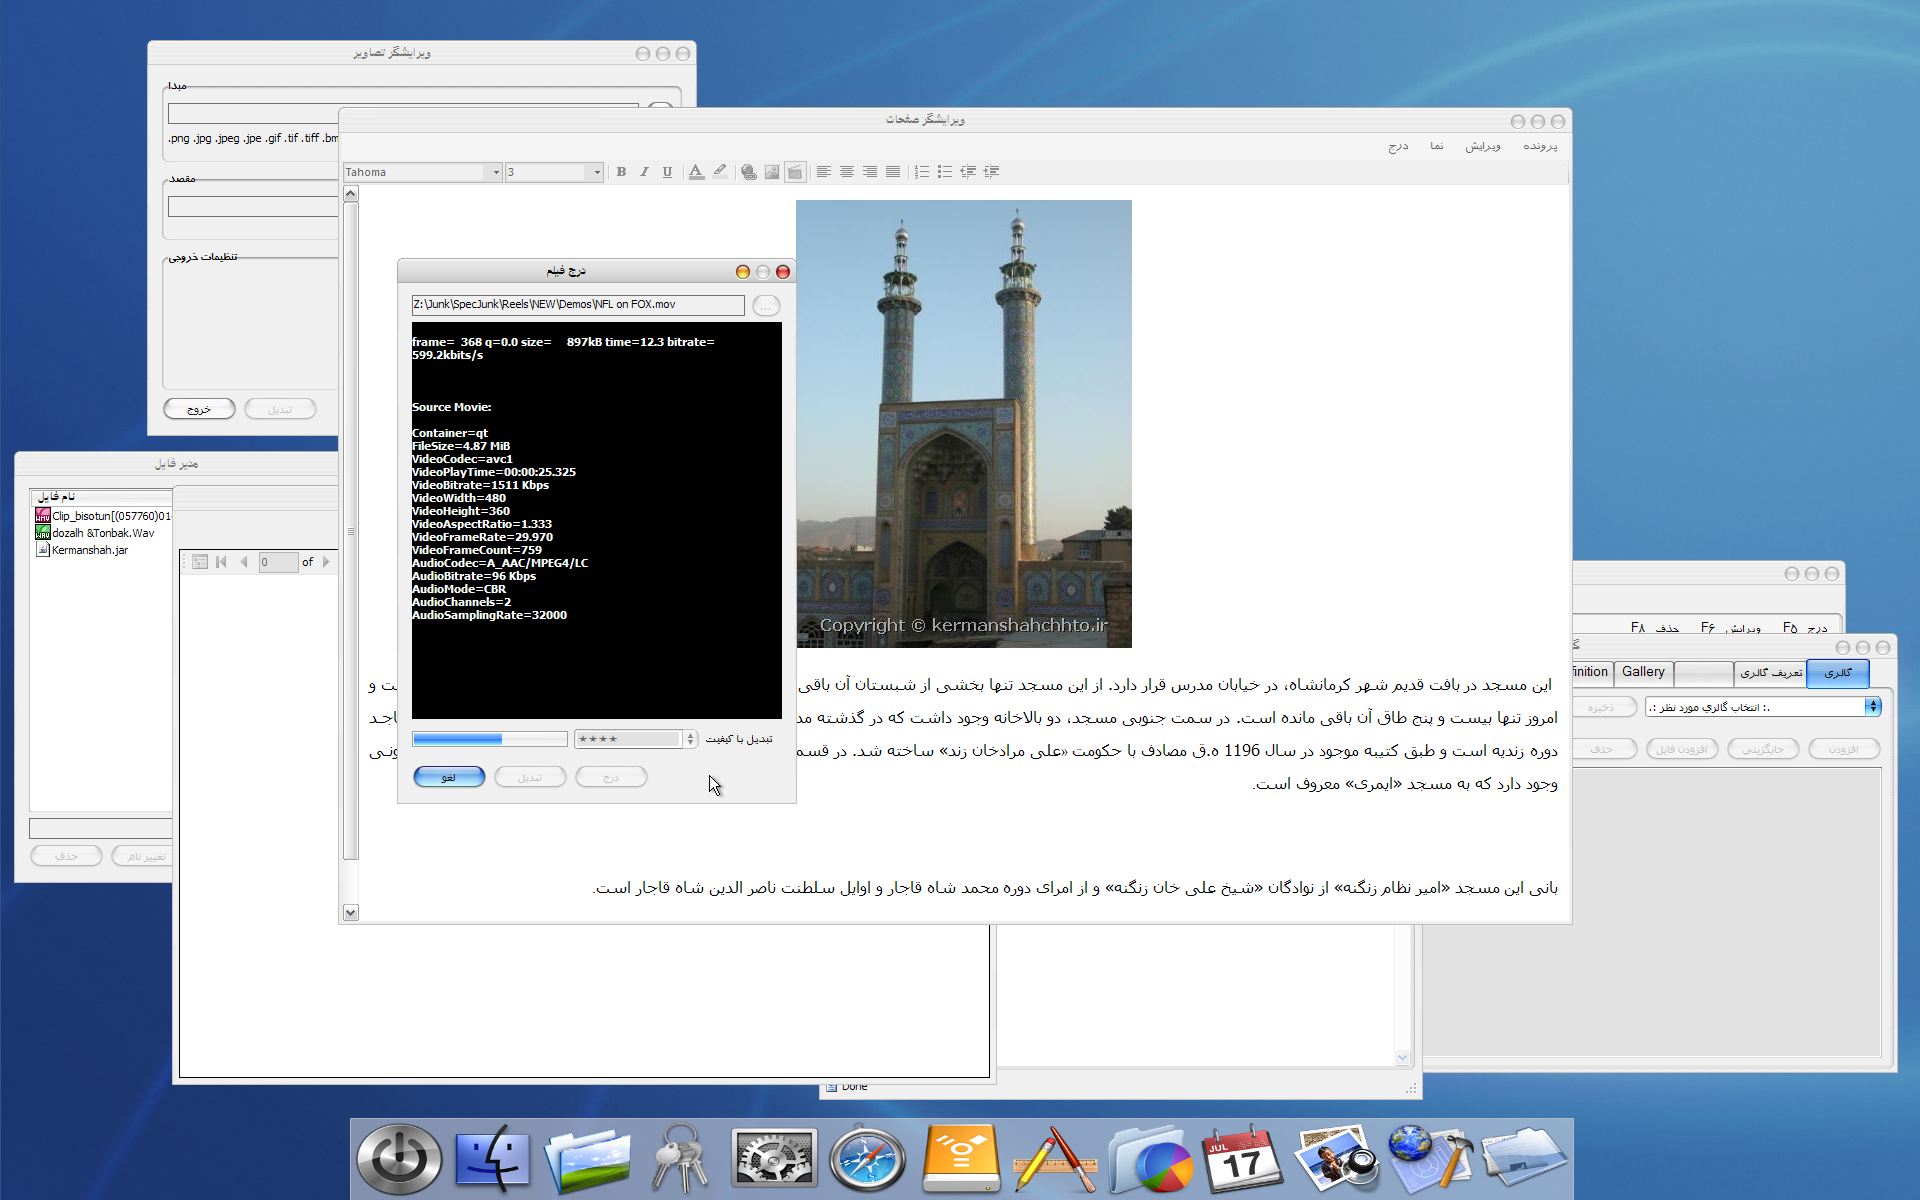 ویرایشگر تصاویر
مبدا
.png .jpg .jpeg .jpe .gif .tif .tiff
مقصد
تنظیمات خروجی
خروج
تبدیل
ویرایشگر صفحات
پرونده
ویرایش
نما
درج
Tahoma
3
B I U A
Copyright © kermanshahchhto.ir
این مسجد در بافت قدیم شهر کرمانشاه، در خیابان مدرس قرار دارد. از این مسجد تنها بخشی از شبستان آن باقی
ت و
امروز تنها بیست و پنج طاق آن باقی مانده است. در سمت جنوبی مسجد، دو بالاخانه وجود داشت که در گذشته
دوره زندیه است و طبق کتیبه موجود در سال 1196 ه.ق مصادف با حکومت «علی مرادخان زند» ساخته شد. در
وجود دارد که به مسجد «ایمری» معروف است.
بانی این مسجد «امیر نظام زنگنه» از نوادگان «شیخ علی خان زنگنه» و از امرای دوره محمد شاه قاجار و اوایل سلطنت ناصر الدین شاه قاجار است.
درج فیلم
Z:\Junk\SpecJunk\Reels\NEW\Demos\NFL on FOX.mov
...
frame= 368 q=0.0 size= 897kB time=12.3 bitrate=
599.2kbits/s
Source Movie:
Container=qt
FileSize=4.87 MiB
VideoCodec=avc1
VideoPlayTime=00:00:25.325
VideoBitrate=1511 Kbps
VideoWidth=480
VideoHeight=360
VideoAspectRatio=1.333
VideoFrameRate=29.970
VideoFrameCount=759
AudioCodec=A_AAC/MPEG4/LC
AudioBitrate=96 Kbps
AudioMode=CBR
AudioChannels=2
AudioSamplingRate=32000
تبدیل با کیفیت
★★★★
لغو
تبدیل
درج
مدیر فایل
نام فایل
Clip_bisotun[(057760)01
dozalh &Tonbak.Wav
Kermanshah.jar
حذف
تغییر نام
0
of
درج F۵
ویرایش F۶
حذف F۸
گالری
تعریف گالری
Gallery
.: انتخاب گالري مورد نظر :.
ذخیره
افزودن
جایگزینی
افزودن فایل
حذف
Done
JUL
17